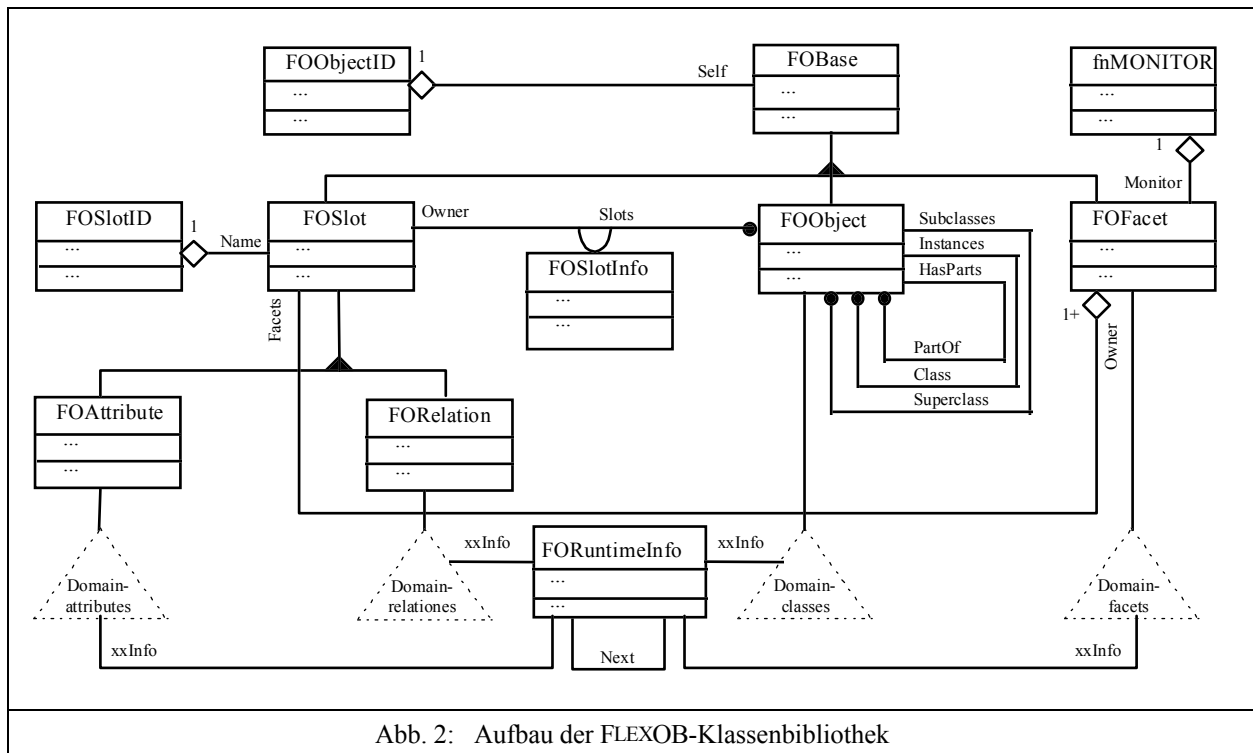 FOObjectID
...
...
1
Self
FOBase
...
...
fnMONITOR
...
...
1
Monitor
FOSlotID
...
...
1
Name
FOSlot
...
...
Owner
Slots
FOSlotInfo
...
...
FOObject
...
...
Subclasses
Instances
HasParts
PartOf
Class
Superclass
FOFacet
...
...
1+
Owner
Facets
FOAttribute
...
...
FORelation
...
...
Domain-
attributes
xxInfo
Domain-
relationes
xxInfo
FORuntimeInfo
...
...
xxInfo
Domain-
classes
Domain-
facets
xxInfo
Next
Abb. 2: Aufbau der FLEXOB-Klassenbibliothek